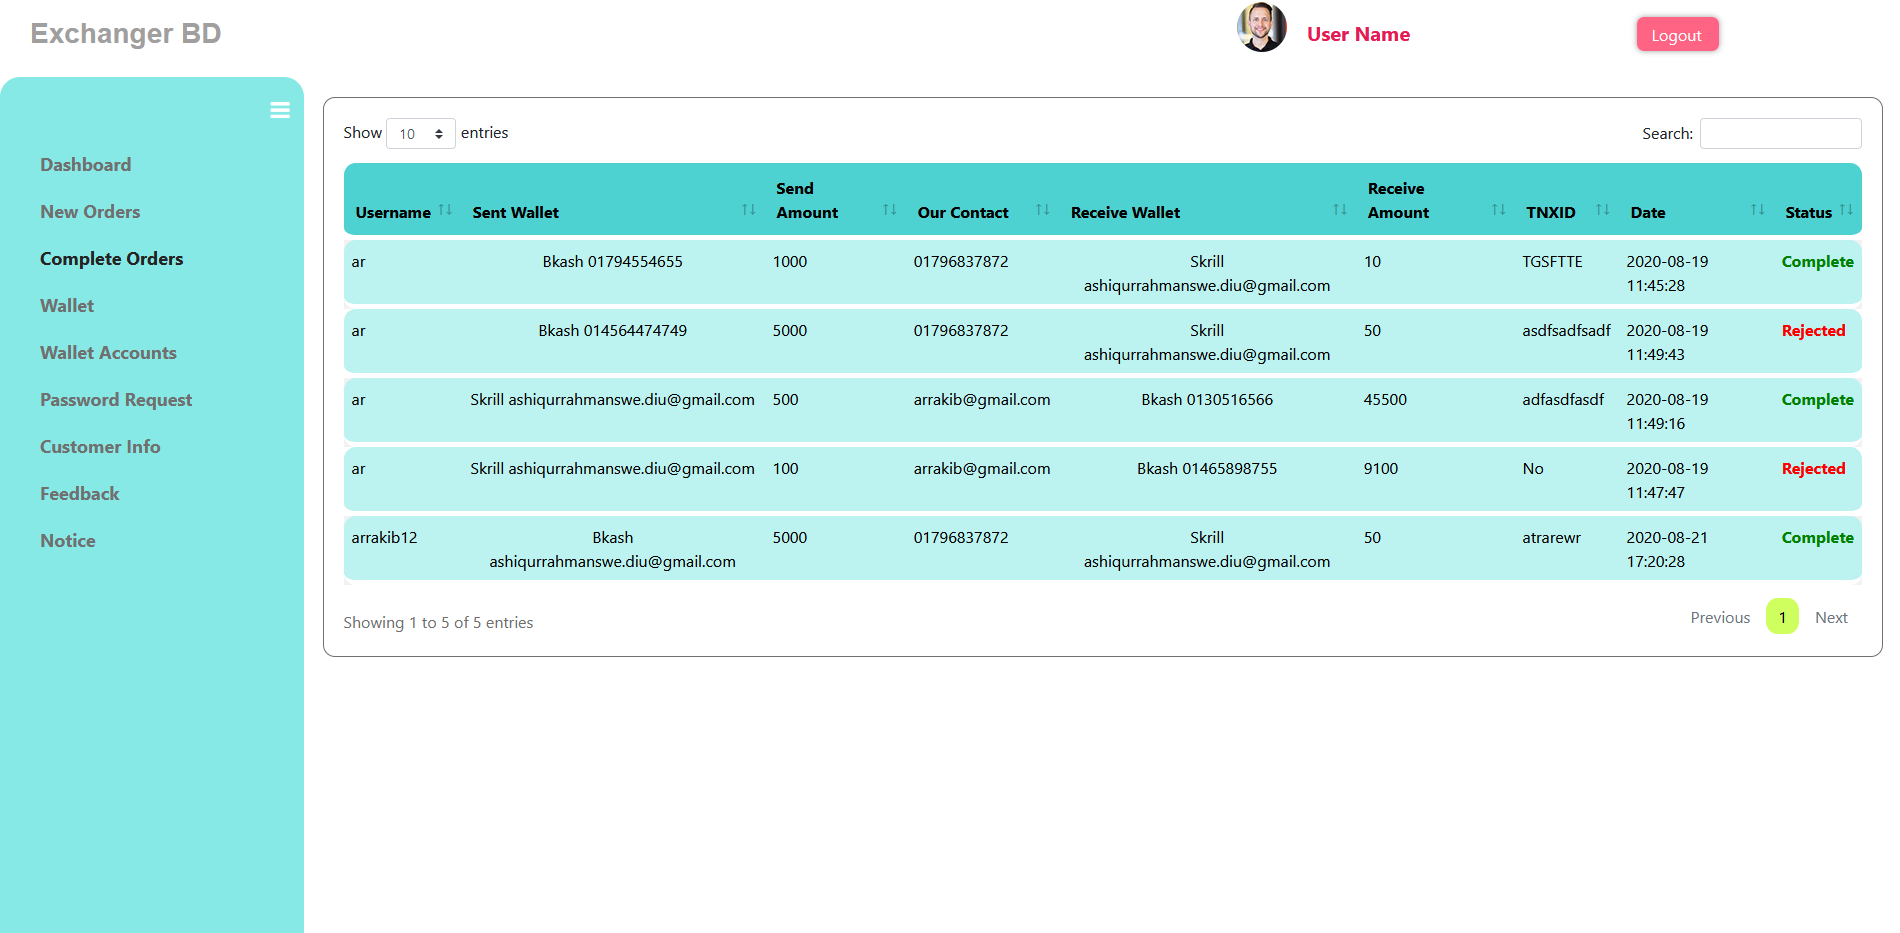 Exchanger BD
User Name
Logout
Dashboard
New Orders
Complete Orders
Wallet
Wallet Accounts
Password Request
Customer Info
Feedback
Notice
Show 10 entries
Search:
Username Sent Wallet Send Amount Our Contact Receive Wallet Receive Amount TNXID Date Status
ar Bkash 01794554655 1000 01796837872 Skrill 10 TGSFTTE 2020-08-19 Complete
ashiqurrahmanswe.diu@gmail.com 11:45:28
ar Bkash 014564474749 5000 01796837872 Skrill 50 asdfsadfsadf 2020-08-19 Rejected
ashiqurrahmanswe.diu@gmail.com 11:49:43
ar Skrill ashiqurrahmanswe.diu@gmail.com 500 arrakib@gmail.com Bkash 0130516566 45500 adfasdfasdf 2020-08-19 Complete
11:49:16
ar Skrill ashiqurrahmanswe.diu@gmail.com 100 arrakib@gmail.com Bkash 01465898755 9100 No 2020-08-19 Rejected
11:47:47
arrakib12 Bkash 5000 01796837872 Skrill 50 atrarewr 2020-08-21 Complete
ashiqurrahmanswe.diu@gmail.com ashiqurrahmanswe.diu@gmail.com 17:20:28
Showing 1 to 5 of 5 entries
Previous 1 Next